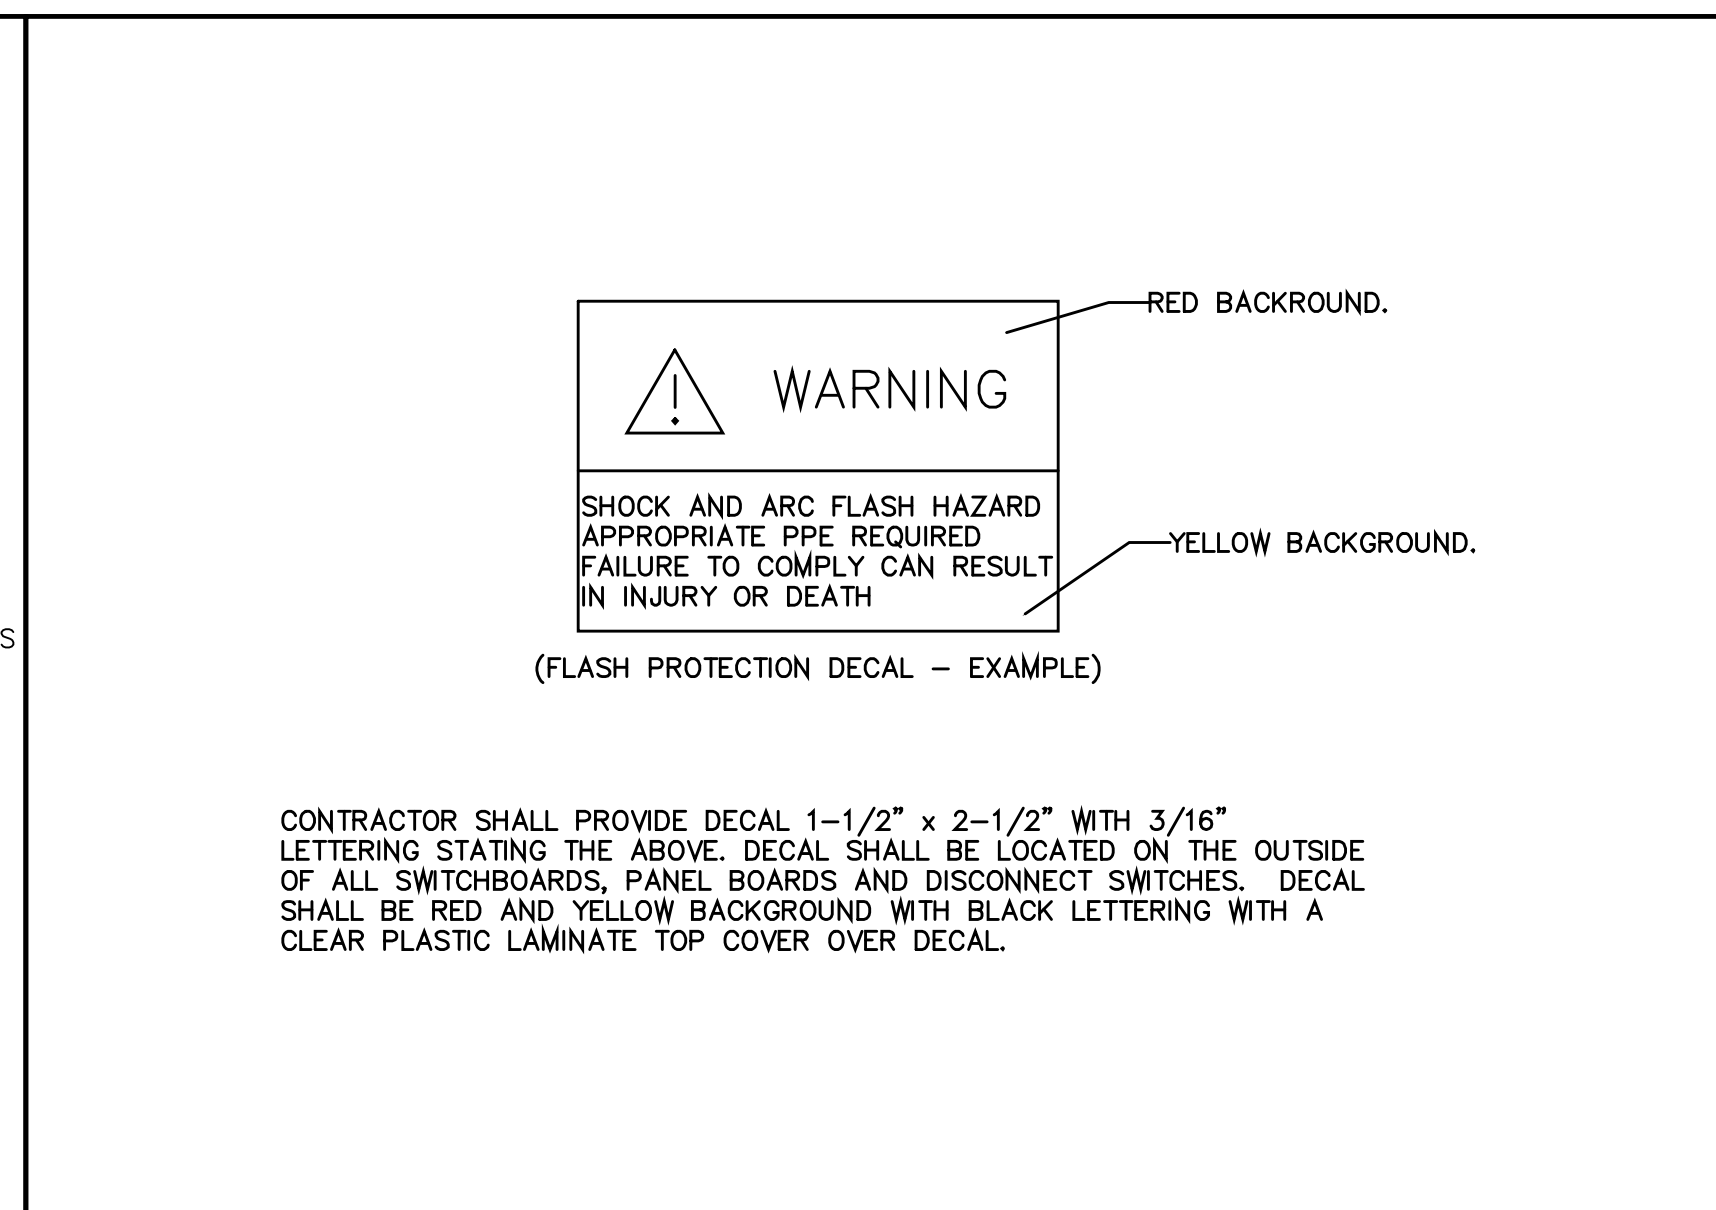 RED BACKROUND.
WARNING
SHOCK AND ARC FLASH HAZARD
APPROPRIATE PPE REQUIRED
FAILURE TO COMPLY CAN RESULT
IN INJURY OR DEATH
YELLOW BACKGROUND.
S
(FLASH PROTECTION DECAL - EXAMPLE)
CONTRACTOR SHALL PROVIDE DECAL 1-1/2" x 2-1/2" WITH 3/16"
LETTERING STATING THE ABOVE. DECAL SHALL BE LOCATED ON THE OUTSIDE
OF ALL SWITCHBOARDS, PANEL BOARDS AND DISCONNECT SWITCHES.  DECAL
SHALL BE RED AND YELLOW BACKGROUND WITH BLACK LETTERING WITH A
CLEAR PLASTIC LAMINATE TOP COVER OVER DECAL.